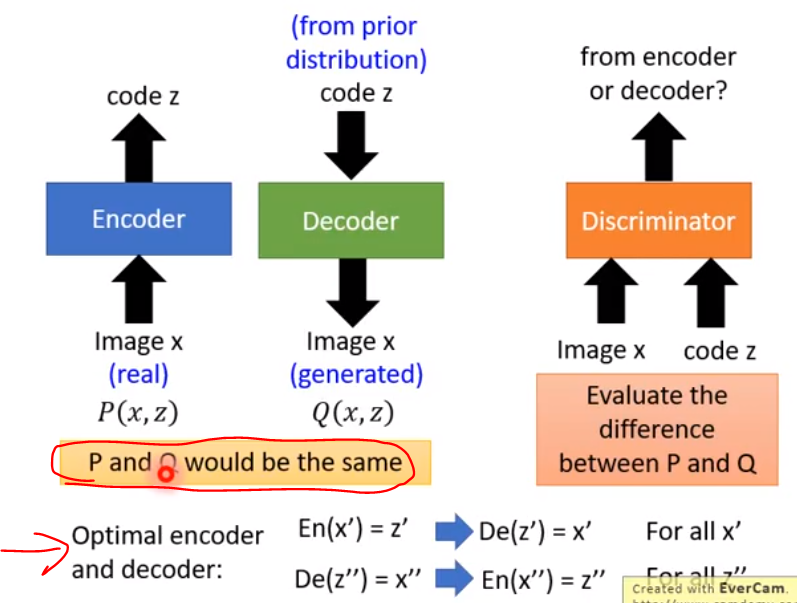 (from prior
distribution)
code z
code z
from encoder
or decoder?
Encoder
Decoder
Discriminator
Image x
(real)
P(x, z)
Image x
(generated)
Q(x, z)
Image x
code z
Evaluate the
difference
between P and Q
P and Q would be the same
Optimal encoder
and decoder:
En(x’) = z’
De(z’) = x’
For all x’
De(z’’) = x’’
En(x’’) = z’’
For all z’’
Created with EverCam.